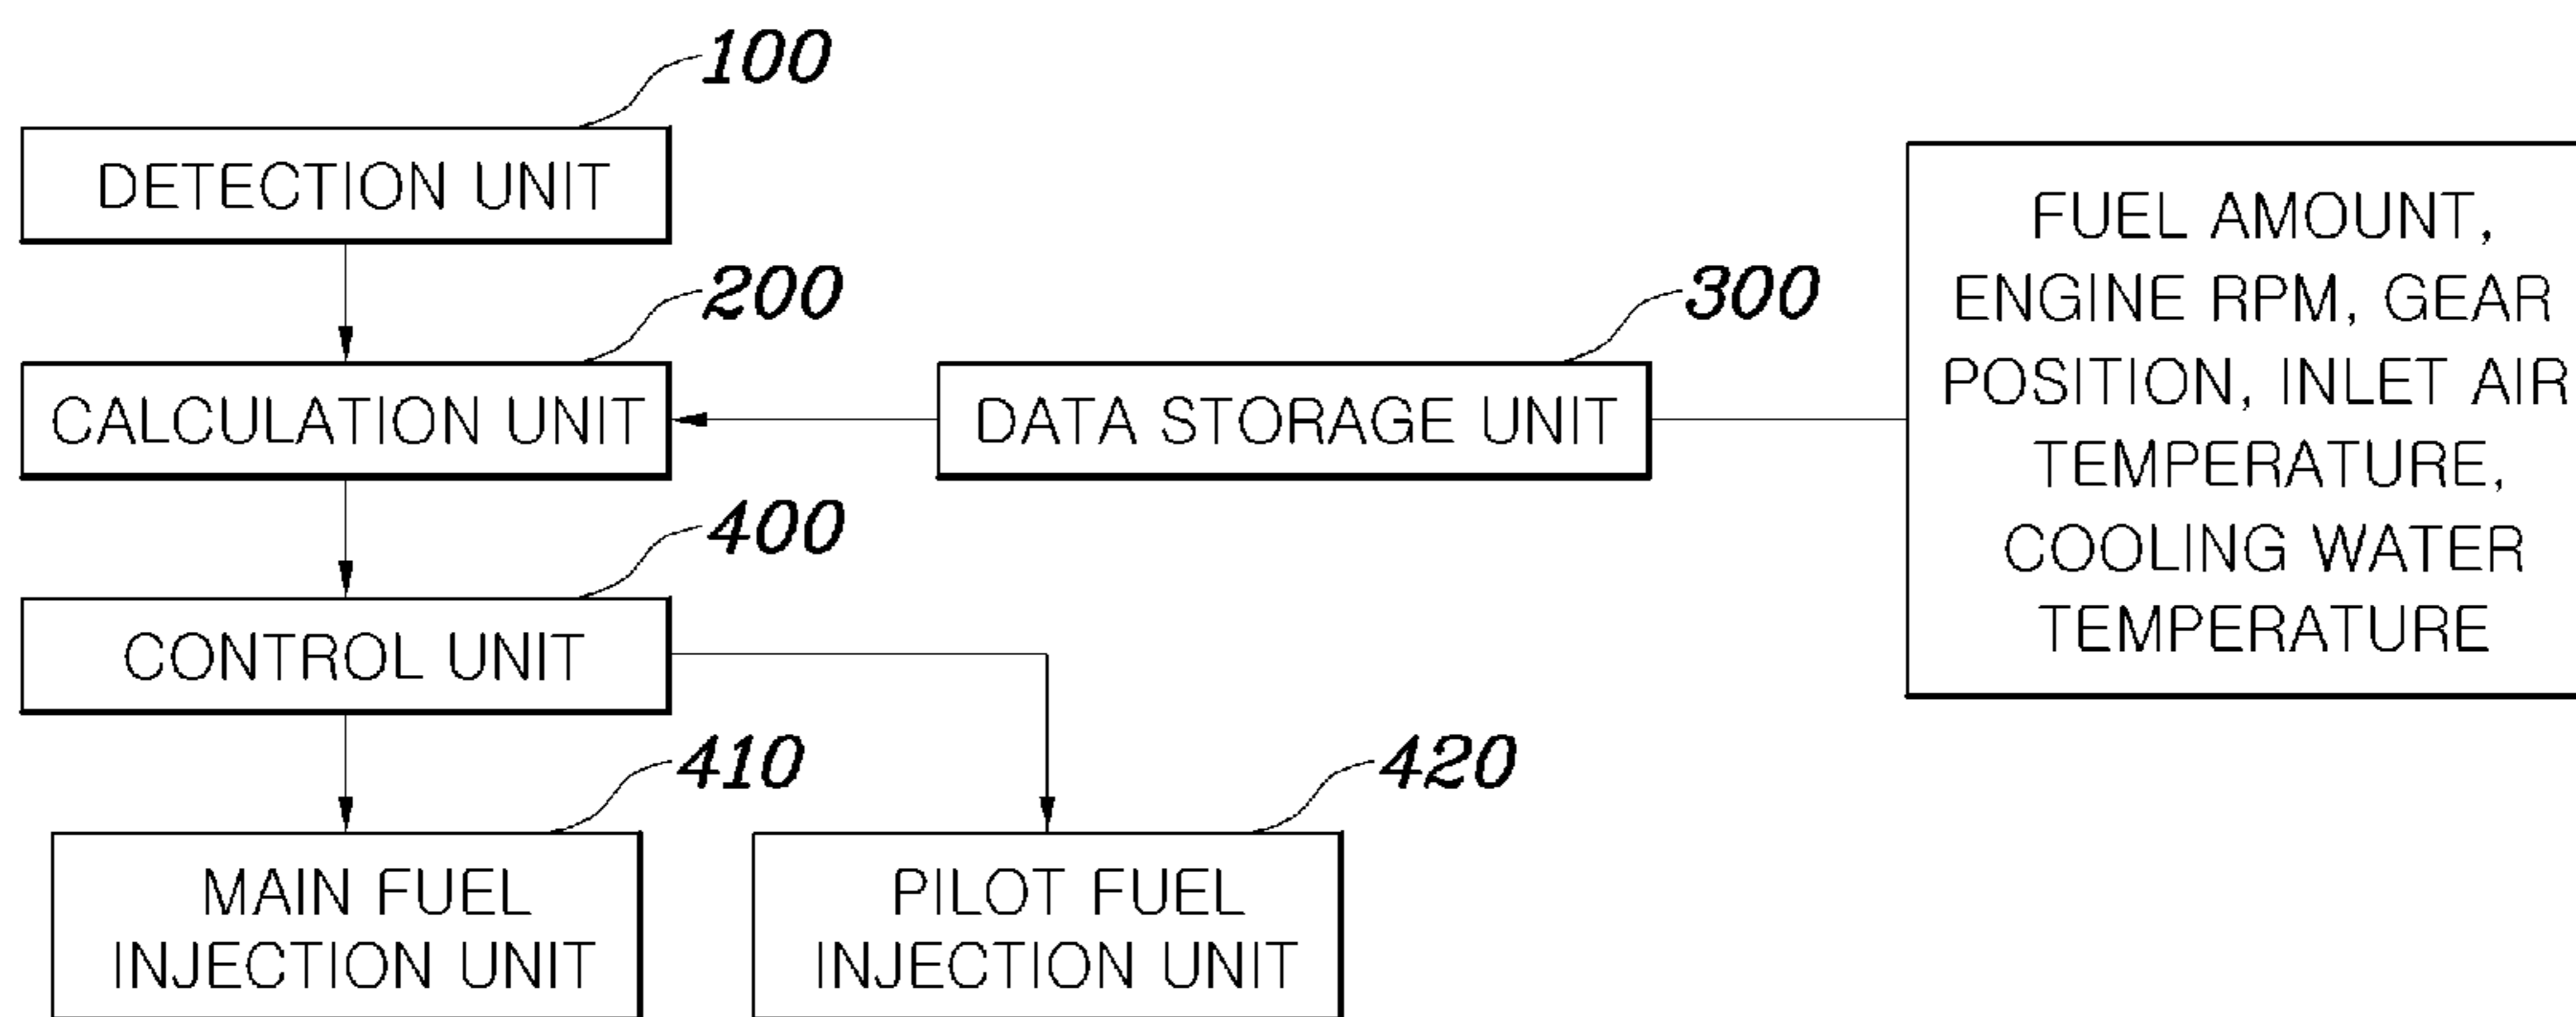 100
DETECTION UNIT
200
CALCULATION UNIT
300
DATA STORAGE UNIT
FUEL AMOUNT,
ENGINE RPM, GEAR
POSITION, INLET AIR
TEMPERATURE,
COOLING WATER
TEMPERATURE
400
CONTROL UNIT
410
MAIN FUEL
INJECTION UNIT
420
PILOT FUEL
INJECTION UNIT